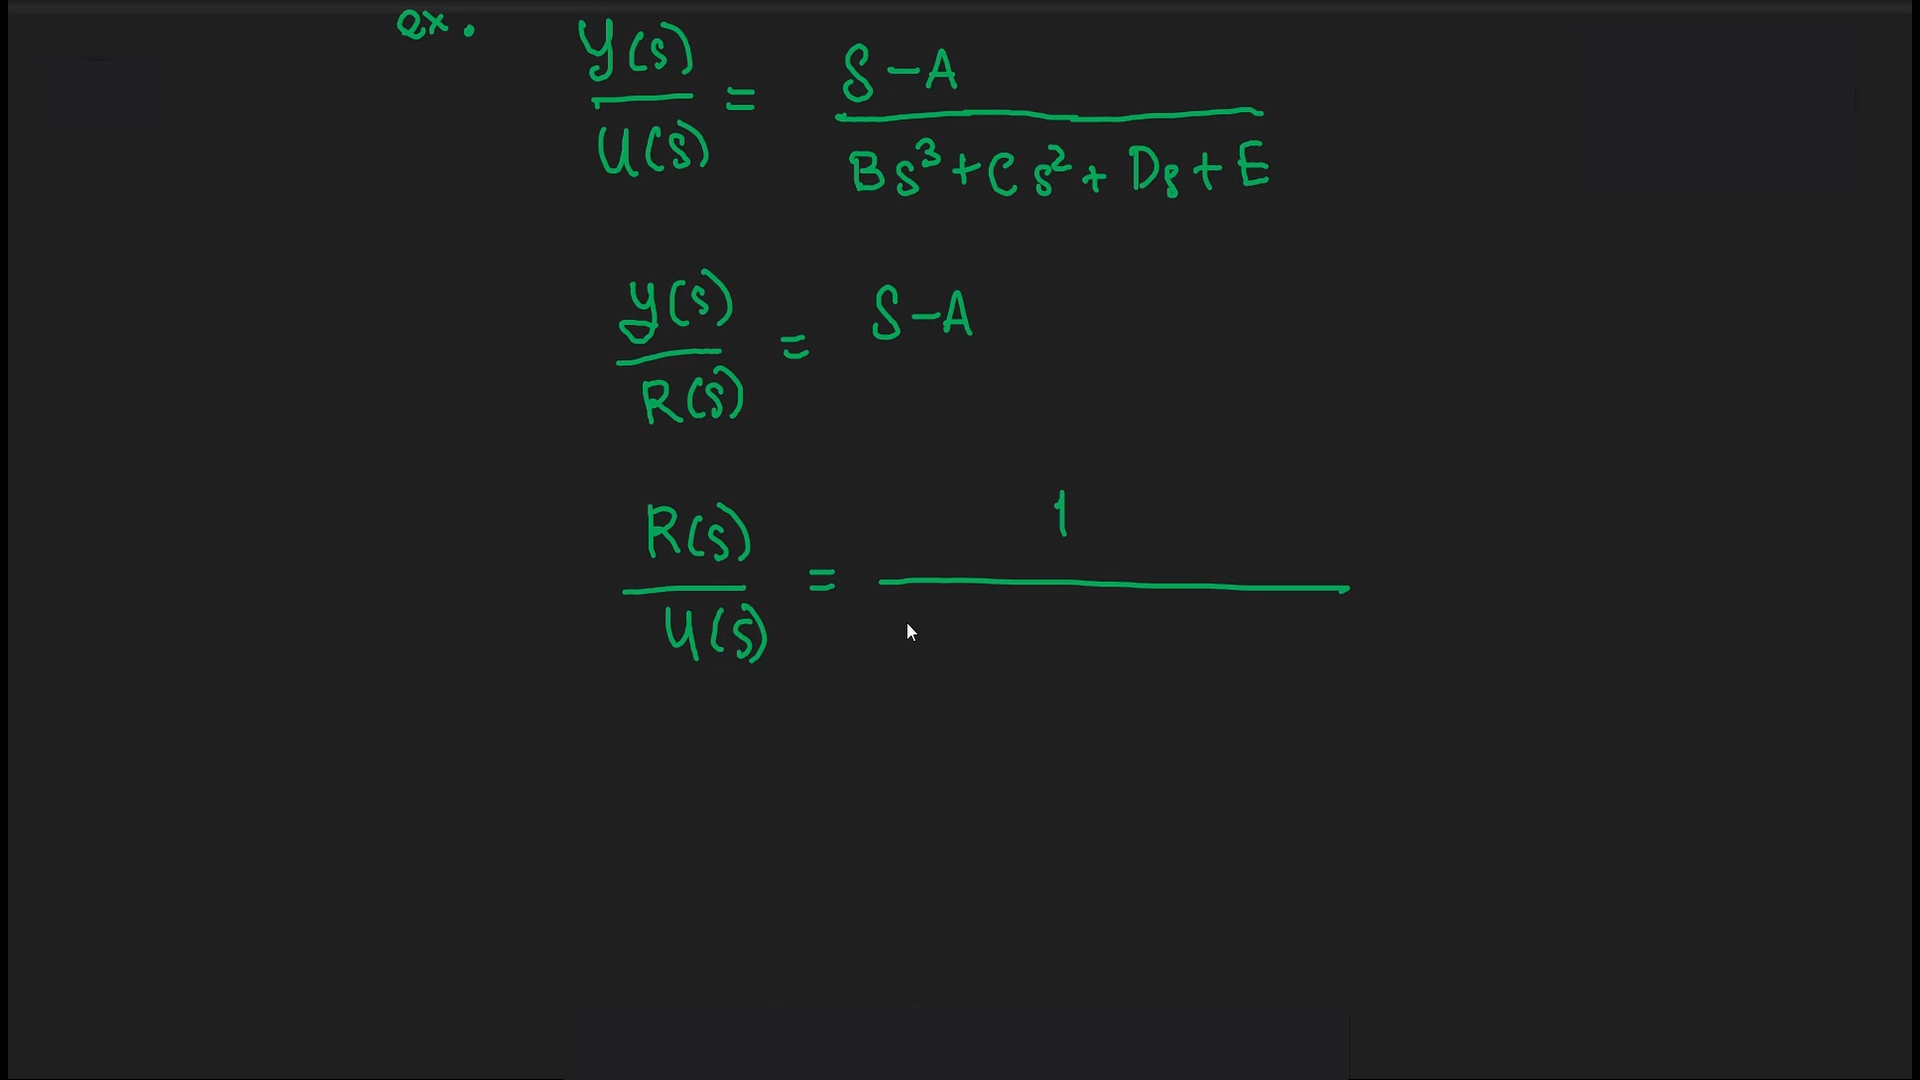 ex.
Y(s)/U(s) = (S-A)/(Bs³+Cs²+Ds+E)
y(s)/R(s) = S-A
R(s)/U(s) = 1/